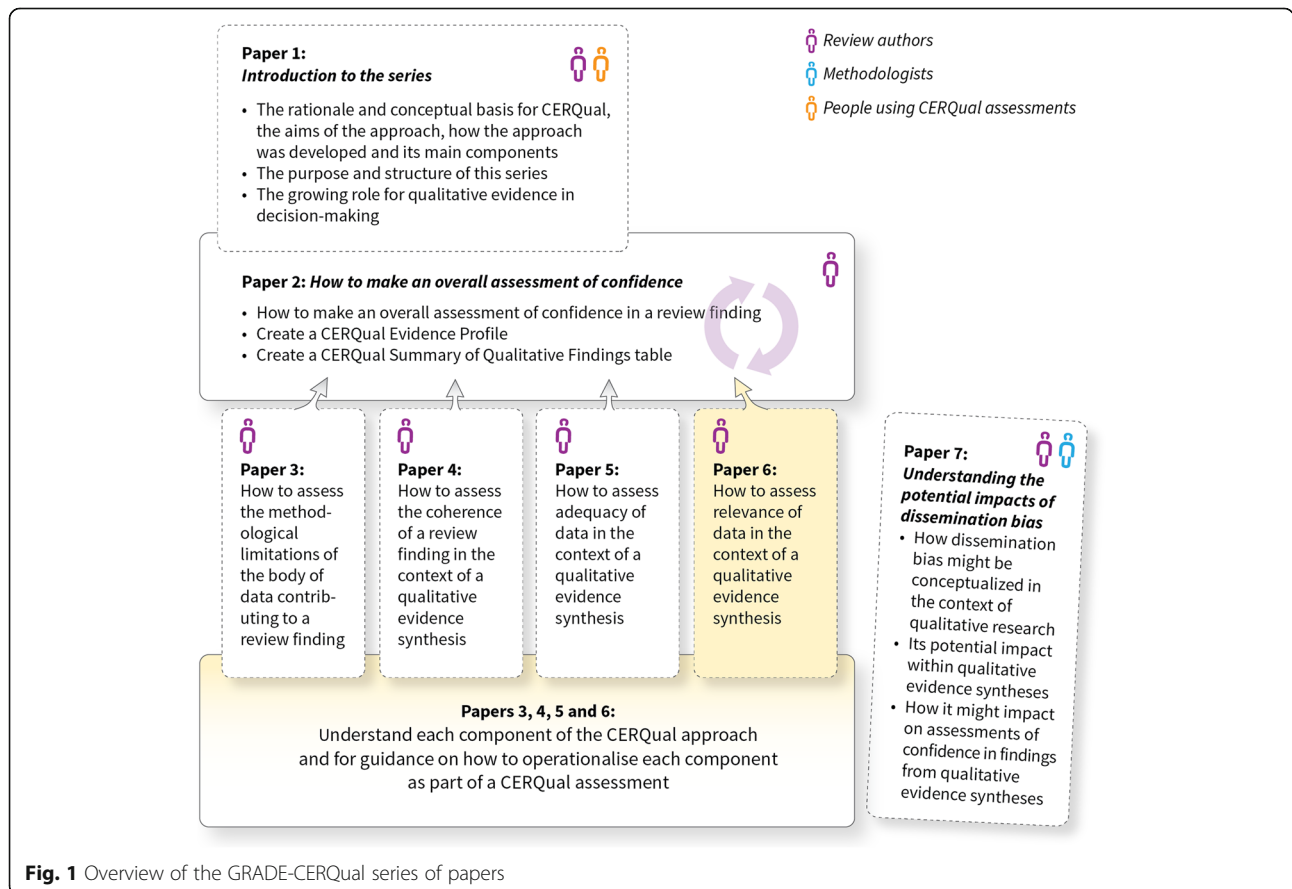 Paper 1:
Introduction to the series
• The rationale and conceptual basis for CERQual,
the aims of the approach, how the approach
was developed and its main components
• The purpose and structure of this series
• The growing role for qualitative evidence in
decision-making
Review authors
Methodologists
People using CERQual assessments
Paper 2: How to make an overall assessment of confidence
• How to make an overall assessment of confidence in a review finding
• Create a CERQual Evidence Profile
• Create a CERQual Summary of Qualitative Findings table
Paper 3:
How to assess
the method-
ological
limitations of
the body of
data contrib-
uting to a
review finding
Paper 4:
How to assess
the coherence
of a review
finding in the
context of a
qualitative
evidence
synthesis
Paper 5:
How to assess
adequacy of
data in the
context of a
qualitative
evidence
synthesis
Paper 6:
How to assess
relevance of
data in the
context of a
qualitative
evidence
synthesis
Papers 3, 4, 5 and 6:
Understand each component of the CERQual approach
and for guidance on how to operationalise each component
as part of a CERQual assessment
Paper 7:
Understanding the
potential impacts of
dissemination bias
• How dissemination
bias might be
conceptualized in
the context of
qualitative research
• Its potential impact
within qualitative
evidence syntheses
• How it might impact
on assessments of
confidence in findings
from qualitative
evidence syntheses
Fig. 1 Overview of the GRADE-CERQual series of papers